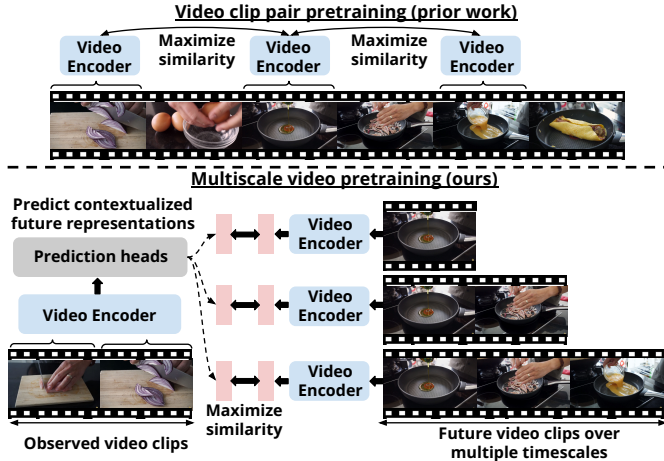 Video clip pair pretraining (prior work)
Video
Encoder
Maximize
similarity
Video
Encoder
Maximize
similarity
Video
Encoder
Multiscale video pretraining (ours)
Predict contextualized
future representations
Prediction heads
Video Encoder
Observed video clips
Video
Encoder
Video
Encoder
Video
Encoder
Maximize
similarity
Future video clips over
multiple timescales